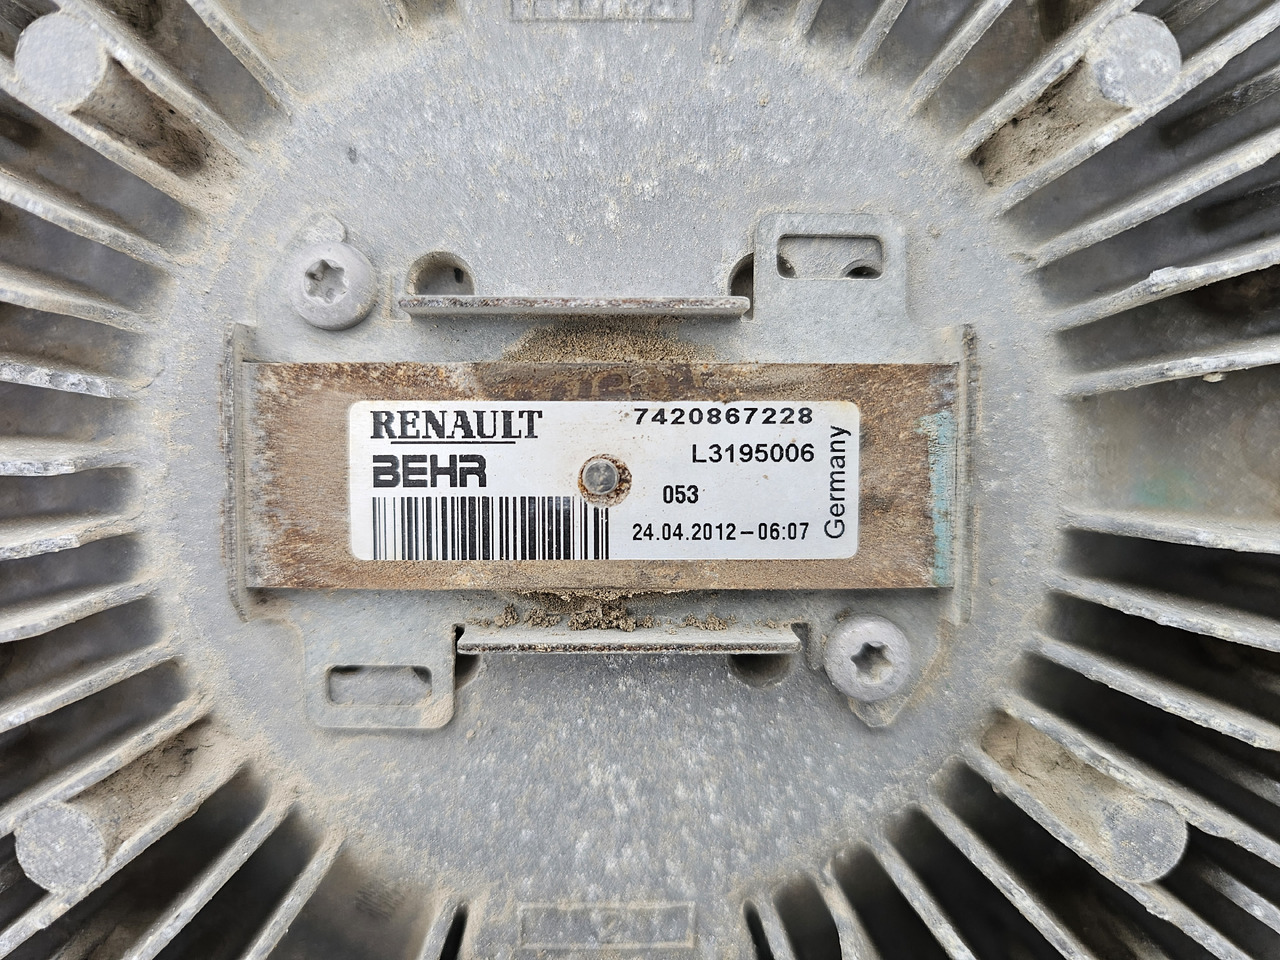 RENAULT
7420867228
BEHR
L3195006
053
24.04.2012-06:07
Germany